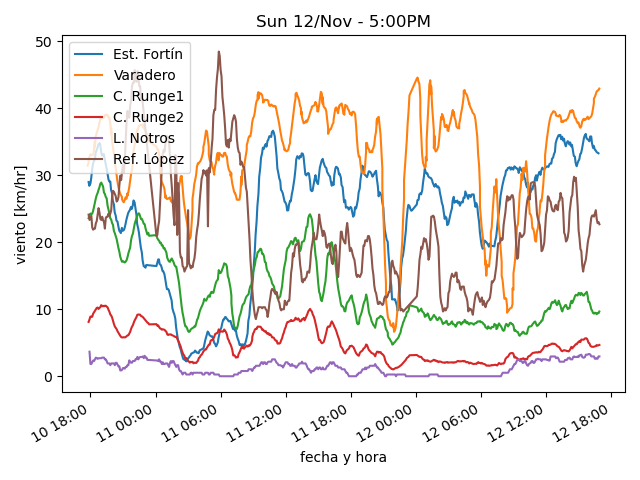 Sun 12/Nov - 5:00PM
50
40
30
20
10
0
viento [km/hr]
Est. Fortín
Varadero
C. Runge1
C. Runge2
L. Notros
Ref. López
10 18:00
11 00:00
11 06:00
11 12:00
11 18:00
12 00:00
12 06:00
12 12:00
12 18:00
fecha y hora